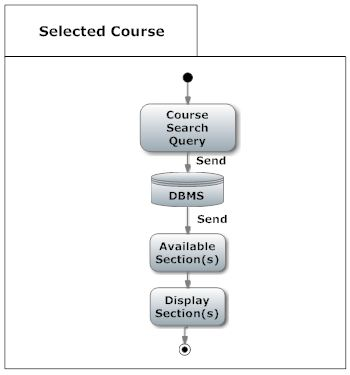 Selected Course
Course
Search
Query
Send
DBMS
Send
Available
Section(s)
Display
Section(s)